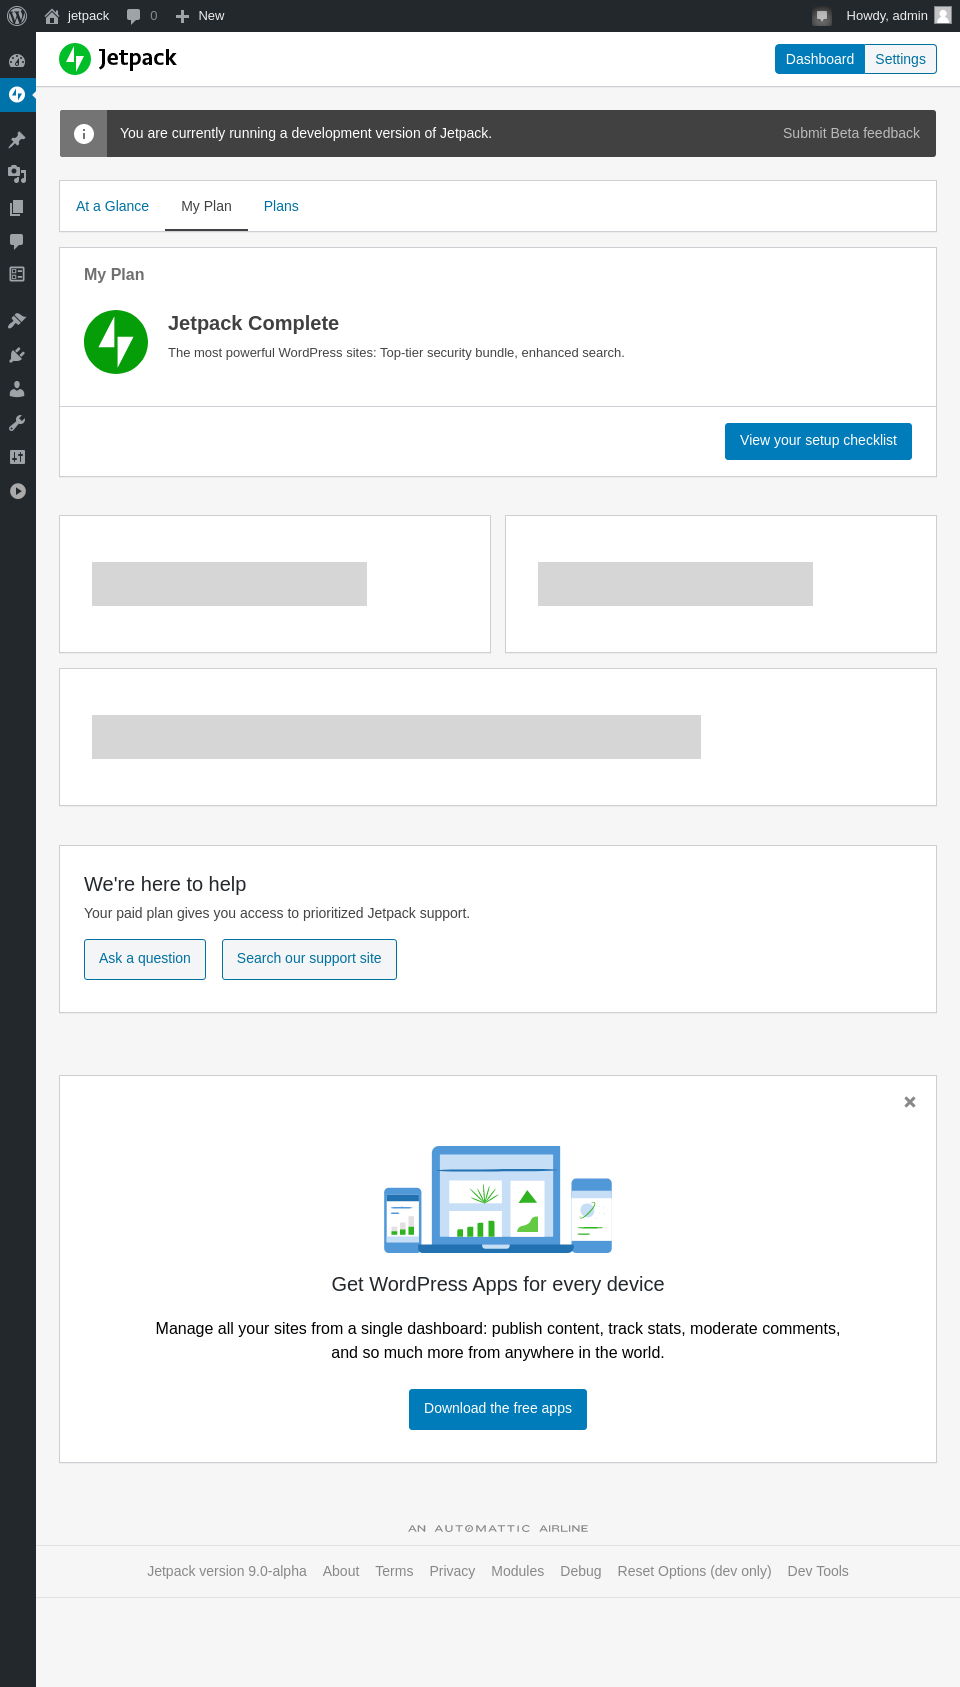 jetpack
0
New
Howdy, admin
Jetpack
Dashboard
Settings
You are currently running a development version of Jetpack.
Submit Beta feedback
At a Glance
My Plan
Plans
My Plan
Jetpack Complete
The most powerful WordPress sites: Top-tier security bundle, enhanced search.
View your setup checklist
We're here to help
Your paid plan gives you access to prioritized Jetpack support.
Ask a question
Search our support site
Get WordPress Apps for every device
Manage all your sites from a single dashboard: publish content, track stats, moderate comments,
and so much more from anywhere in the world.
Download the free apps
AN AUTOMATTIC AIRLINE
Jetpack version 9.0-alpha
About
Terms
Privacy
Modules
Debug
Reset Options (dev only)
Dev Tools